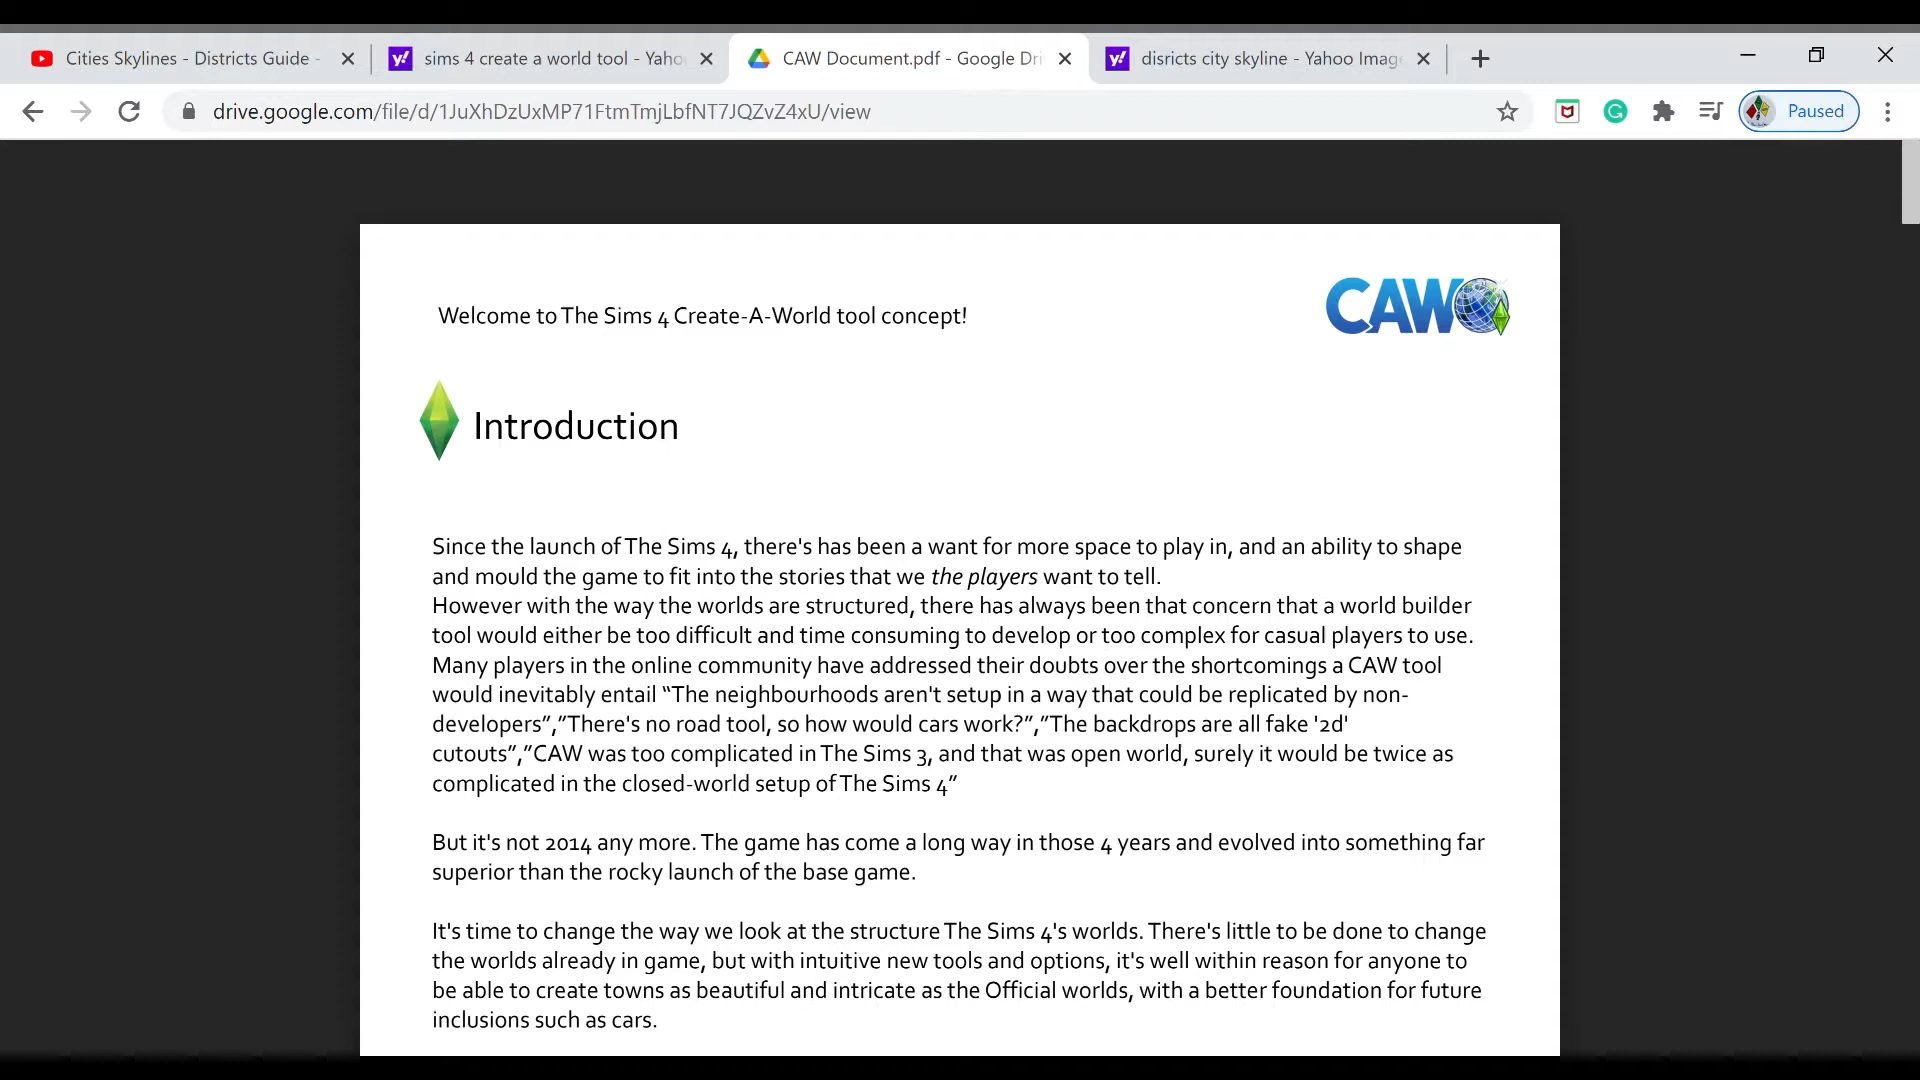 Cities Skylines - Districts Guide -
sims 4 create a world tool - Yaho
CAW Document.pdf - Google Dri
disricts city skyline - Yahoo Imag
drive.google.com/file/d/1JuXhDzUxMP71FtmTmjLbfNT7JQZvZ4xU/view
Paused
Welcome to The Sims 4 Create-A-World tool concept!
CAW
Introduction
Since the launch of The Sims 4, there's has been a want for more space to play in, and an ability to shape
and mould the game to fit into the stories that we the players want to tell.
However with the way the worlds are structured, there has always been that concern that a world builder
tool would either be too difficult and time consuming to develop or too complex for casual players to use.
Many players in the online community have addressed their doubts over the shortcomings a CAW tool
would inevitably entail “The neighbourhoods aren't setup in a way that could be replicated by non-
developers”,”There's no road tool, so how would cars work?”,”The backdrops are all fake '2d'
cutouts”,”CAW was too complicated in The Sims 3, and that was open world, surely it would be twice as
complicated in the closed-world setup of The Sims 4”
But it's not 2014 any more. The game has come a long way in those 4 years and evolved into something far
superior than the rocky launch of the base game.
It's time to change the way we look at the structure The Sims 4's worlds. There's little to be done to change
the worlds already in game, but with intuitive new tools and options, it's well within reason for anyone to
be able to create towns as beautiful and intricate as the Official worlds, with a better foundation for future
inclusions such as cars.